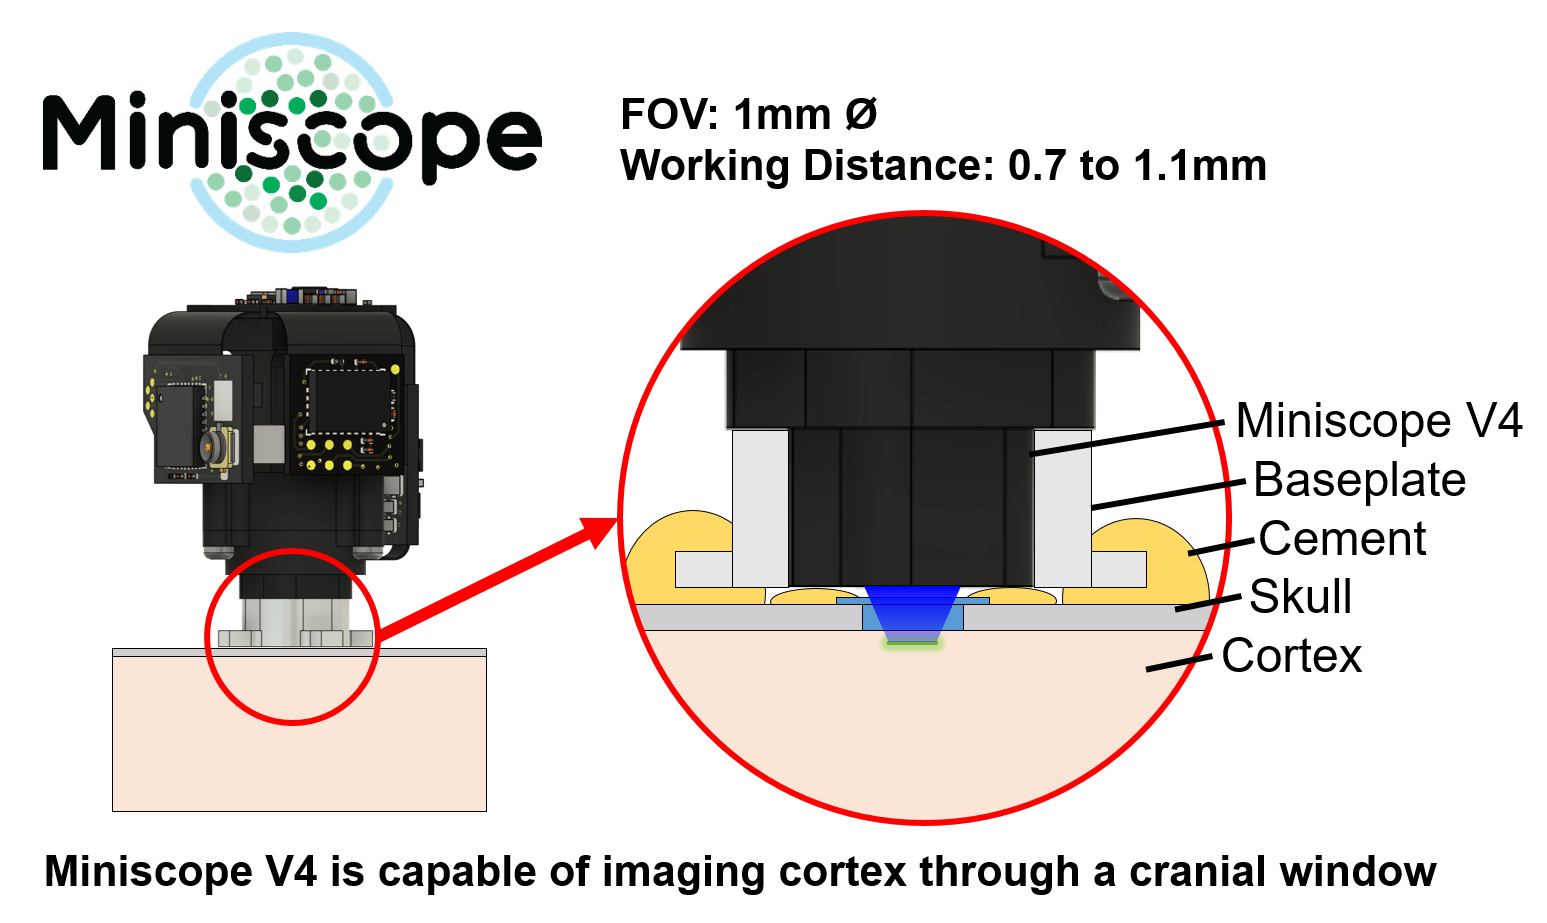 Miniscope
FOV: 1mm Ø
Working Distance: 0.7 to 1.1mm
Miniscope V4
Baseplate
Cement
Skull
Cortex
Miniscope V4 is capable of imaging cortex through a cranial window